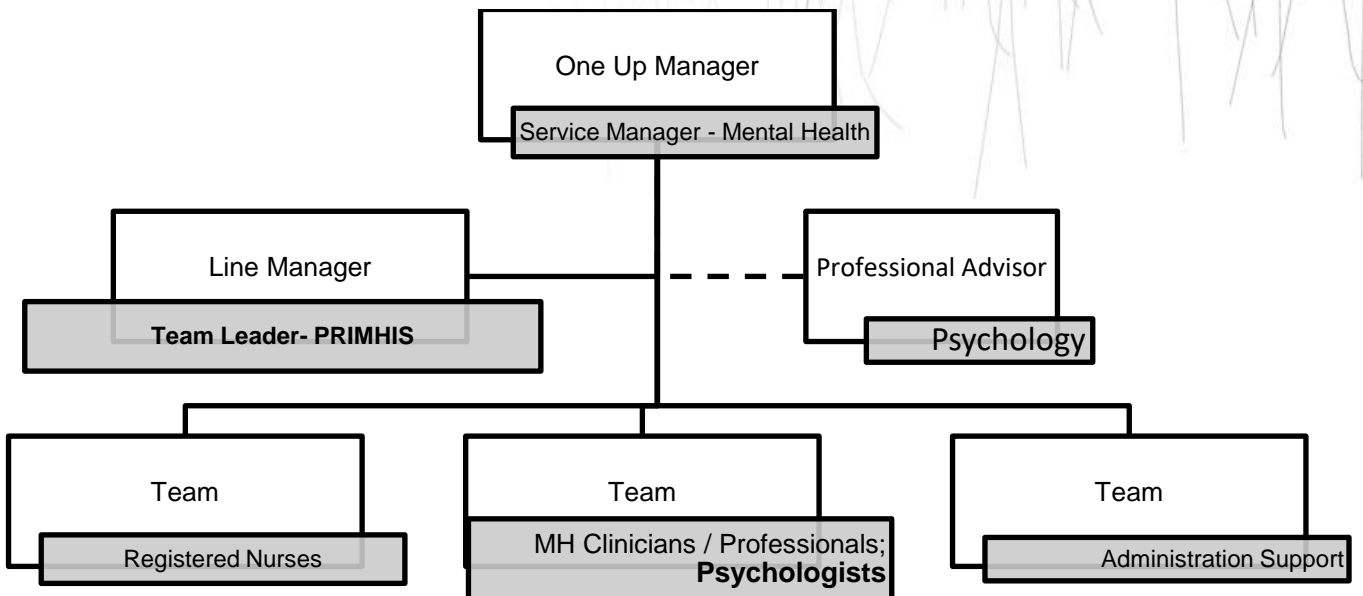 One Up Manager
Service Manager - Mental Health
Line Manager
Team Leader- PRIMHIS
Professional Advisor
Psychology
Team
Registered Nurses
Team
MH Clinicians / Professionals;
Psychologists
Team
Administration Support